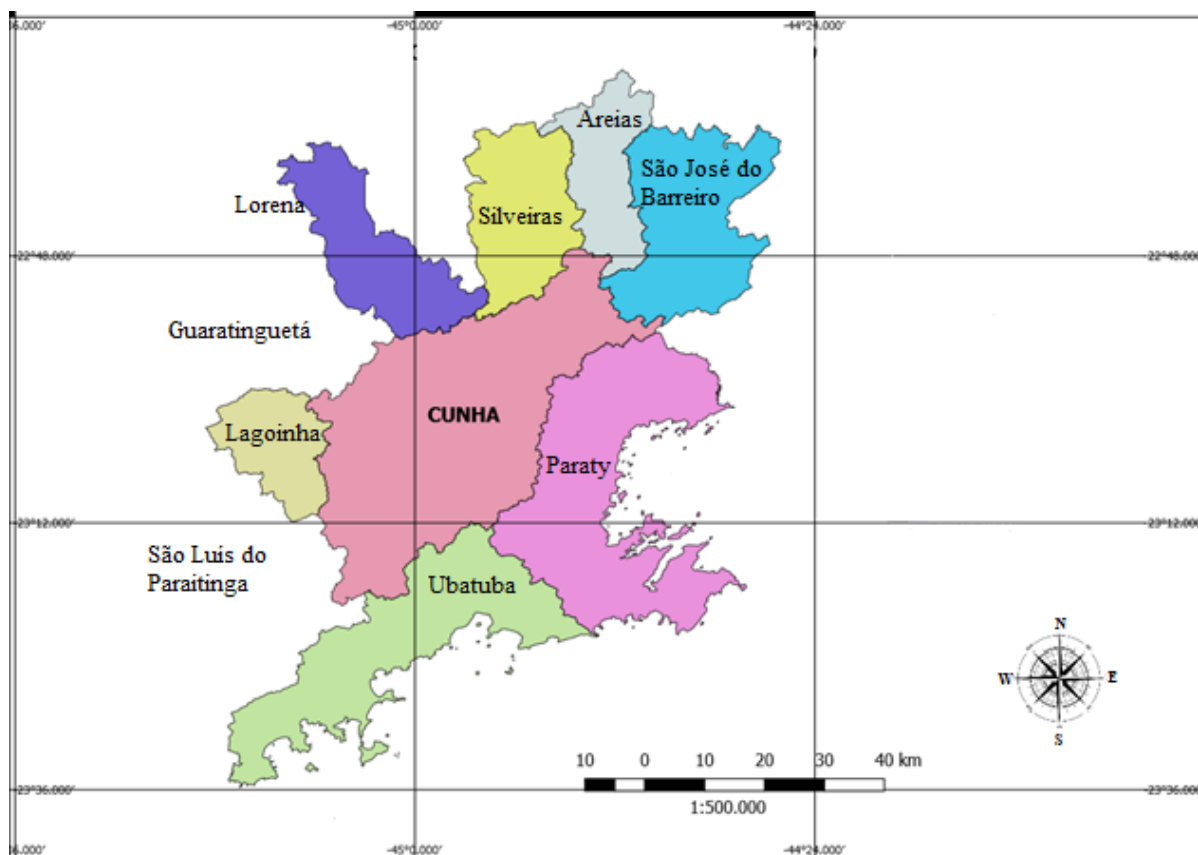 -45°0.000'
-44°24.000'
Areias
São José do
Barreiro
Lorena
Silveiras
22°48.000'
-22°48.000'
Guaratinguetá
CUNHA
Lagoinha
Paraty
23°12.000'
-23°12.000'
São Luis do
Paraitinga
Ubatuba
N
W
E
S
10 0 10 20 30 40 km
1:500.000
23°36.000'
-23°36.000'
-45°0.000'
-44°24.000'